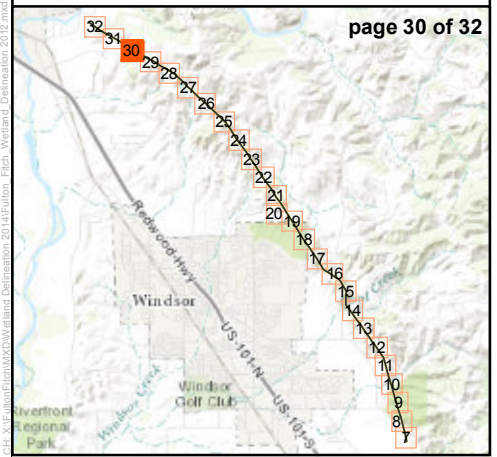 page 30 of 32
32
31
30
29
28
27
26
25
24
23
22
21
20
19
18
17
16
15
14
13
12
11
10
9
8
7
Redwood-Hwy
Windsor
US-101-N
US-101-S
Windsor
Golf Club
Windsor Creek
Creek
Riverfront
Regional
Park
CH: X:\FultonFitch\MXD\Wetland Delineation 2014\Fulton_Fitch_Wetland_Delineation 2012.mxd